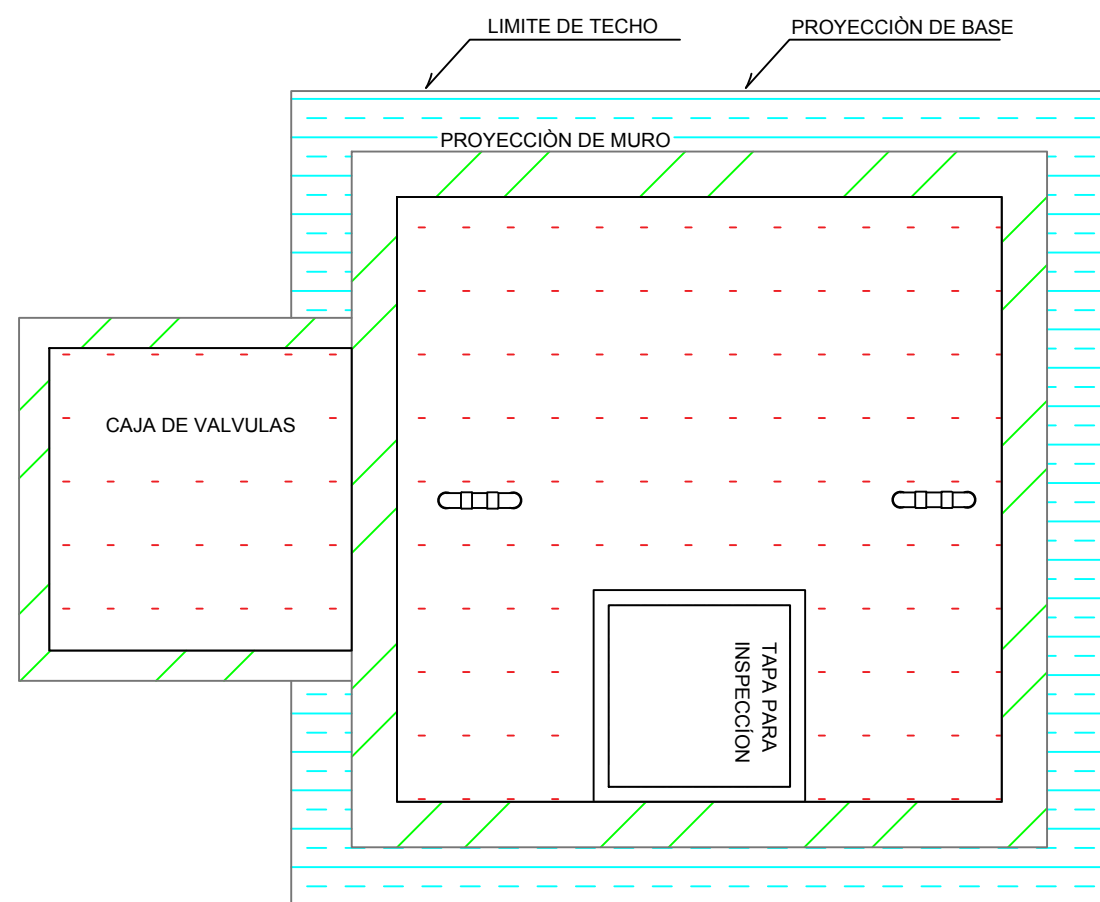 LIMITE DE TECHO
PROYECCIÒN DE BASE
PROYECCIÒN DE MURO
CAJA DE VALVULAS
TAPA PARA
INSPECCÍON